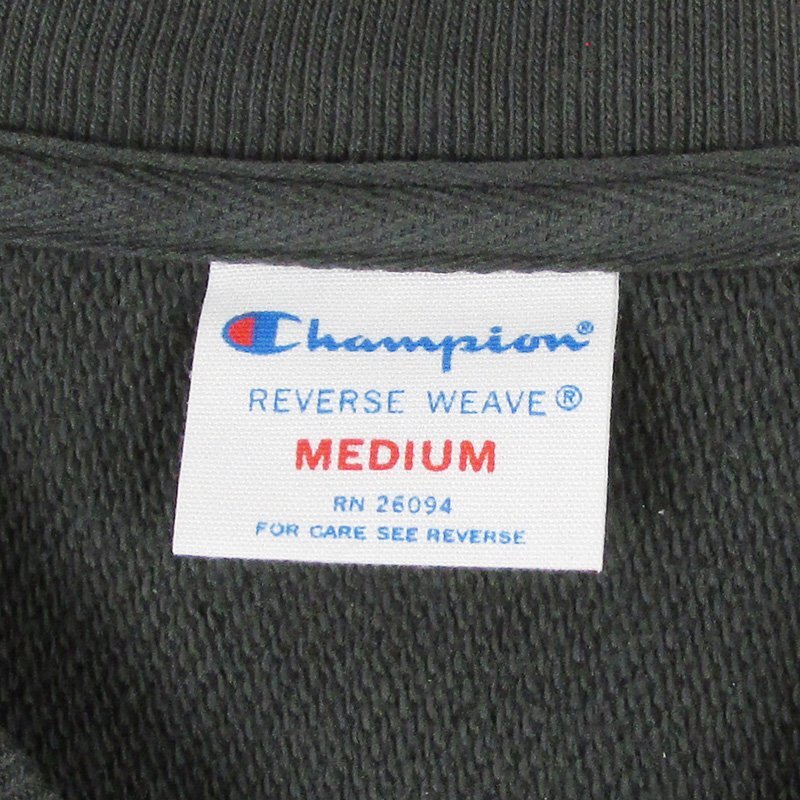 Champion®
REVERSE WEAVE®
MEDIUM
RN 26094
FOR CARE SEE REVERSE